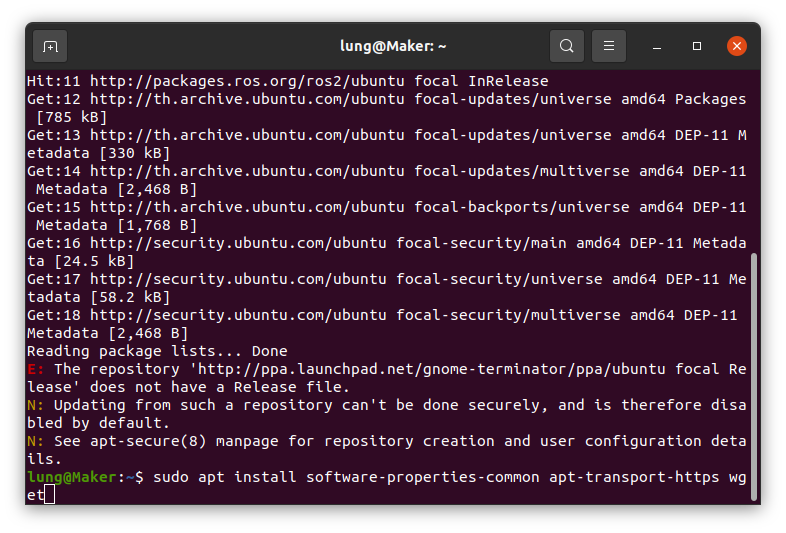 lung@Maker: ~
Hit:11 http://packages.ros.org/ros2/ubuntu focal InRelease
Get:12 http://th.archive.ubuntu.com/ubuntu focal-updates/universe amd64 Packages
 [785 kB]
Get:13 http://th.archive.ubuntu.com/ubuntu focal-updates/universe amd64 DEP-11 M
etadata [330 kB]
Get:14 http://th.archive.ubuntu.com/ubuntu focal-updates/multiverse amd64 DEP-11
 Metadata [2,468 B]
Get:15 http://th.archive.ubuntu.com/ubuntu focal-backports/universe amd64 DEP-11
 Metadata [1,768 B]
Get:16 http://security.ubuntu.com/ubuntu focal-security/main amd64 DEP-11 Metada
ta [24.5 kB]
Get:17 http://security.ubuntu.com/ubuntu focal-security/universe amd64 DEP-11 Me
tadata [58.2 kB]
Get:18 http://security.ubuntu.com/ubuntu focal-security/multiverse amd64 DEP-11
Metadata [2,468 B]
Reading package lists... Done
E: The repository 'http://ppa.launchpad.net/gnome-terminator/ppa/ubuntu focal Re
lease' does not have a Release file.
N: Updating from such a repository can't be done securely, and is therefore disa
bled by default.
N: See apt-secure(8) manpage for repository creation and user configuration deta
ils.
lung@Maker:~$ sudo apt install software-properties-common apt-transport-https wg
et